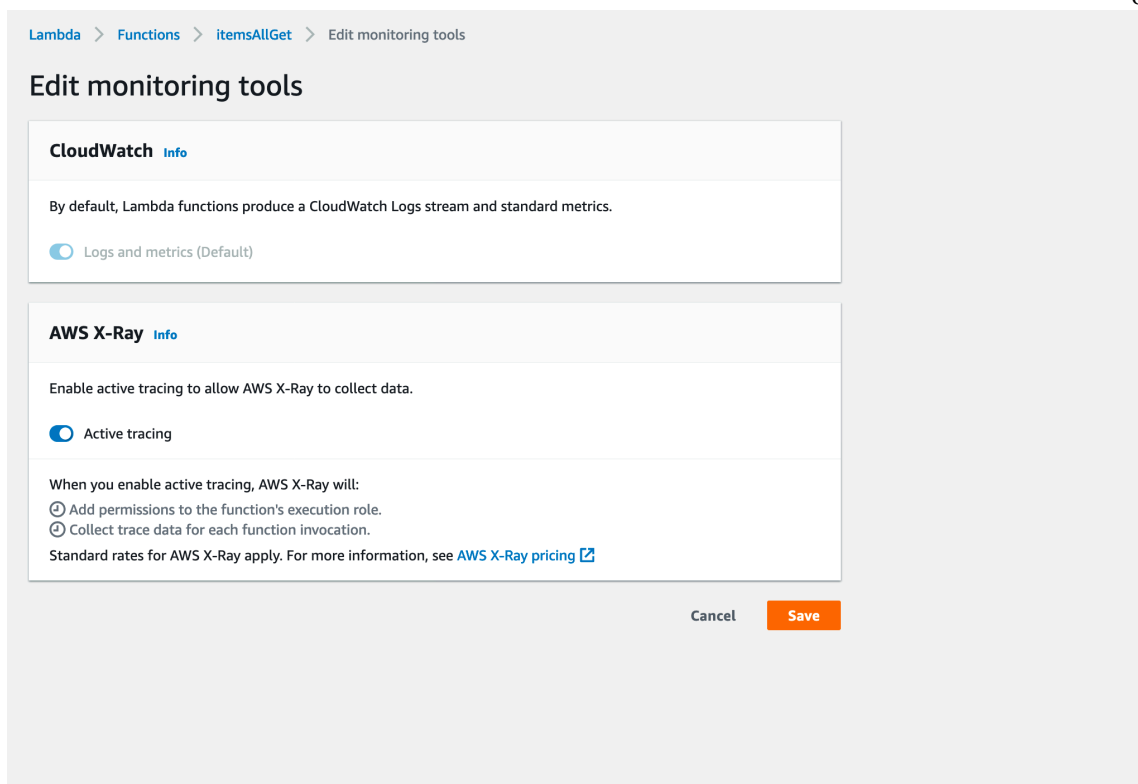 Lambda > Functions > itemsAllGet > Edit monitoring tools
Edit monitoring tools
CloudWatch Info
By default, Lambda functions produce a CloudWatch Logs stream and standard metrics.
Logs and metrics (Default)
AWS X-Ray Info
Enable active tracing to allow AWS X-Ray to collect data.
Active tracing
When you enable active tracing, AWS X-Ray will:
Add permissions to the function's execution role.
Collect trace data for each function invocation.
Standard rates for AWS X-Ray apply. For more information, see AWS X-Ray pricing
Cancel Save